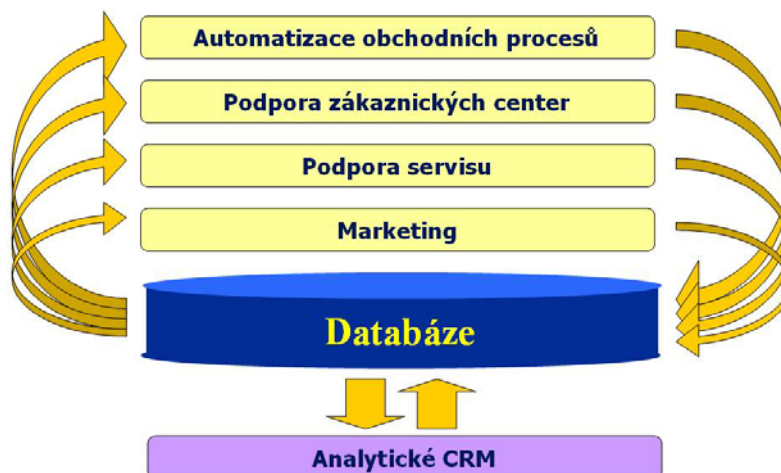 Automatizace obchodních procesů
Podpora zákaznických center
Podpora servisu
Marketing
Databáze
Analytické CRM